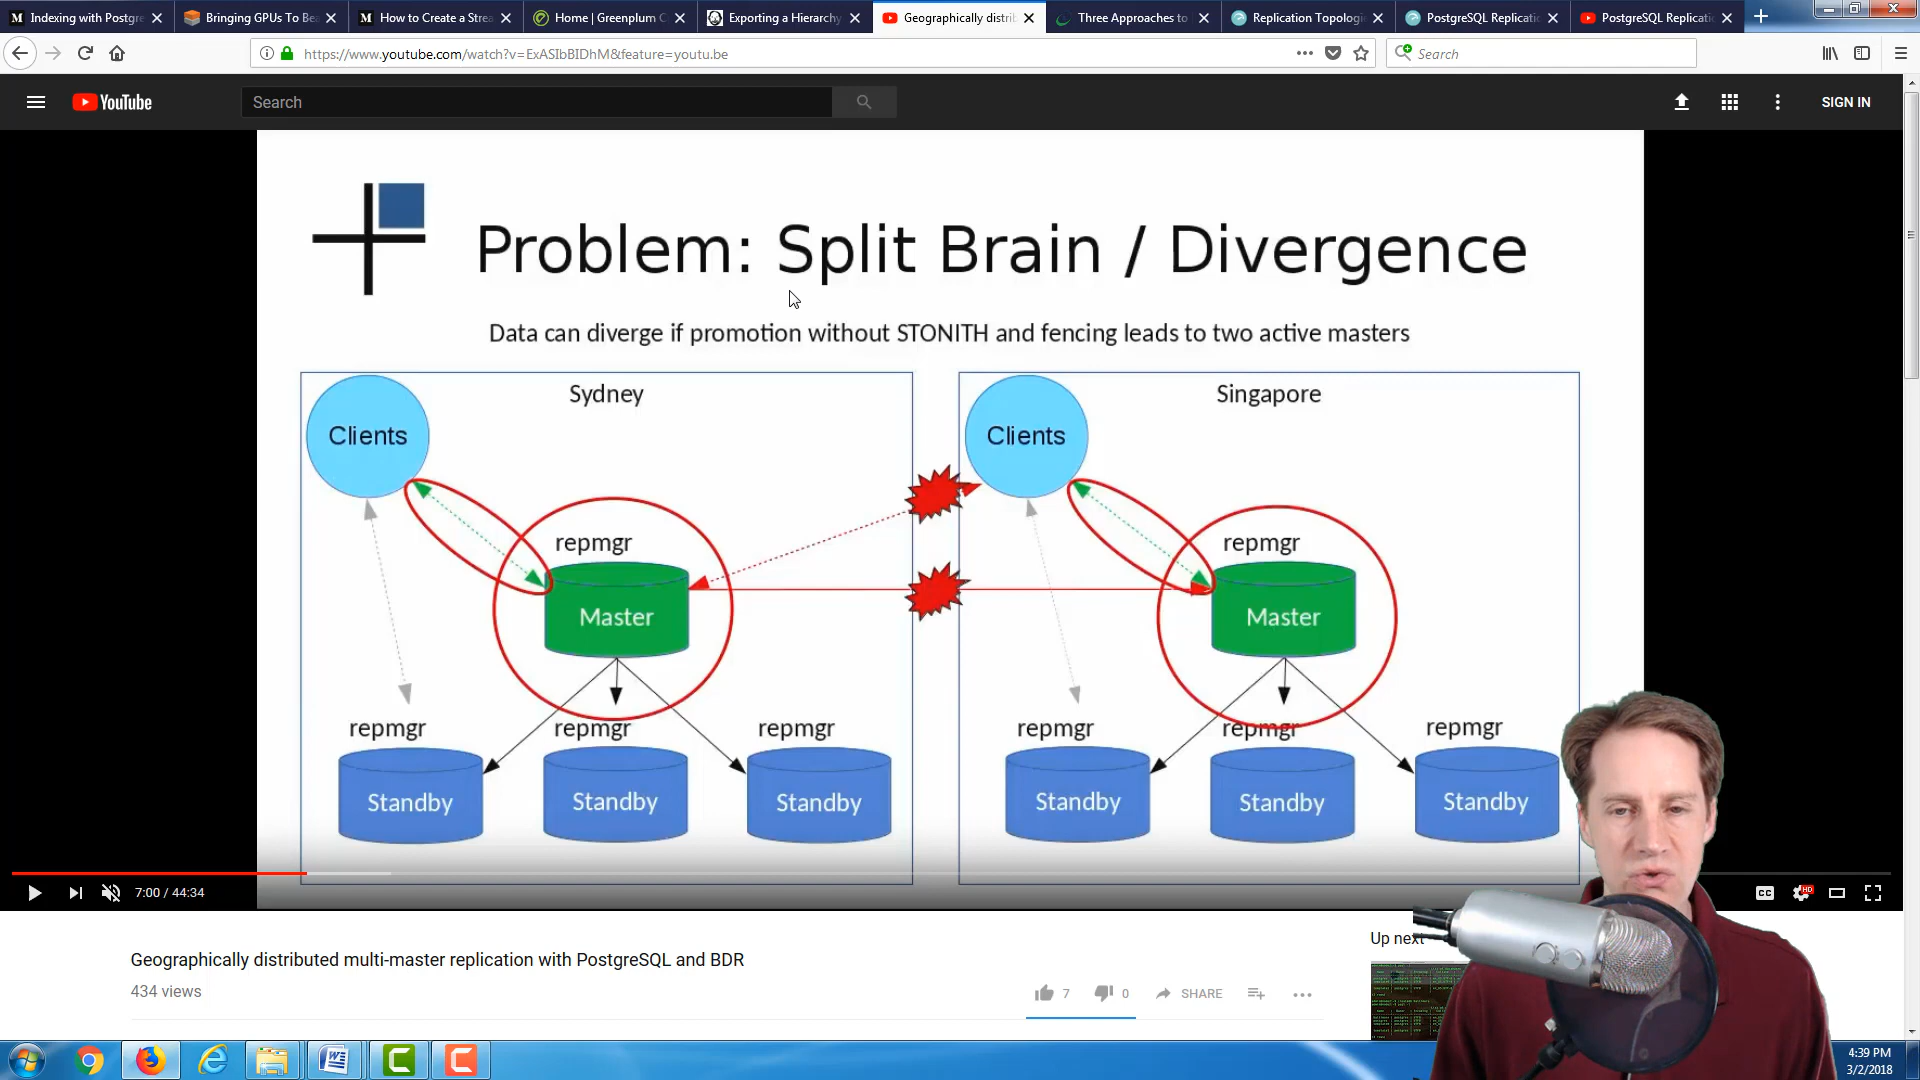 Indexing with Postgre
Bringing GPUs To Be
How to Create a Strea
Home | Greenplum C
Exporting a Hierarchy
Geographically distrib
Three Approaches to
Replication Topologi
PostgreSQL Replicati
PostgreSQL Replicati
https://www.youtube.com/watch?v=ExASIbBIDhM&feature=youtu.be
Search
YouTube
Search
SIGN IN
Problem: Split Brain / Divergence
Data can diverge if promotion without STONITH and fencing leads to two active masters
Sydney
Singapore
Clients
Clients
repmgr
repmgr
Master
Master
repmgr
repmgr
repmgr
repmgr
repmgr
repmgr
Standby
Standby
Standby
Standby
Standby
Standby
7:00 / 44:34
CC
HD
Geographically distributed multi-master replication with PostgreSQL and BDR
434 views
7
0
SHARE
Up next
4:39 PM
3/2/2018